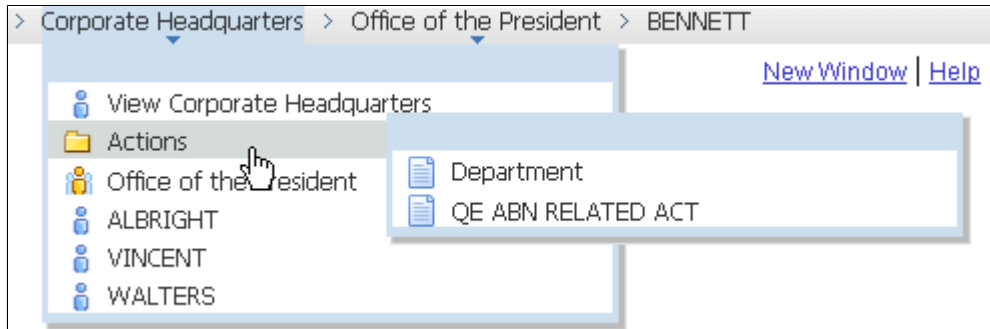 > Corporate Headquarters > Office of the President > BENNETT
New Window | Help
View Corporate Headquarters
Actions
Department
Office of the President
QE ABN RELATED ACT
ALBRIGHT
VINCENT
WALTERS